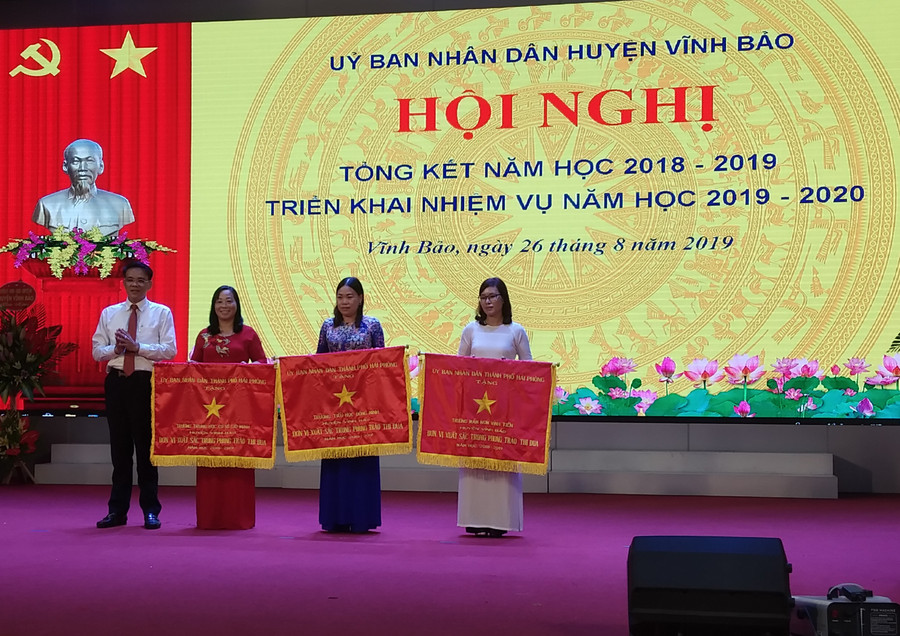 UỶ BAN NHÂN DÂN HUYỆN VĨNH BẢO
HỘI NGHỊ
TỔNG KẾT NĂM HỌC 2018 - 2019
TRIỂN KHAI NHIỆM VỤ NĂM HỌC 2019 - 2020
Vĩnh Bảo, ngày 26 tháng 8 năm 2019
UỶ BAN NHÂN DÂN THÀNH PHỐ HẢI PHÒNG
TẶNG
ĐƠN VỊ XUẤT SẮC TRONG PHONG TRÀO THI ĐUA
UỶ BAN NHÂN DÂN THÀNH PHỐ HẢI PHÒNG
TẶNG
ĐƠN VỊ XUẤT SẮC TRONG PHONG TRÀO THI ĐUA
UỶ BAN NHÂN DÂN THÀNH PHỐ HẢI PHÒNG
TẶNG
ĐƠN VỊ XUẤT SẮC TRONG PHONG TRÀO THI ĐUA